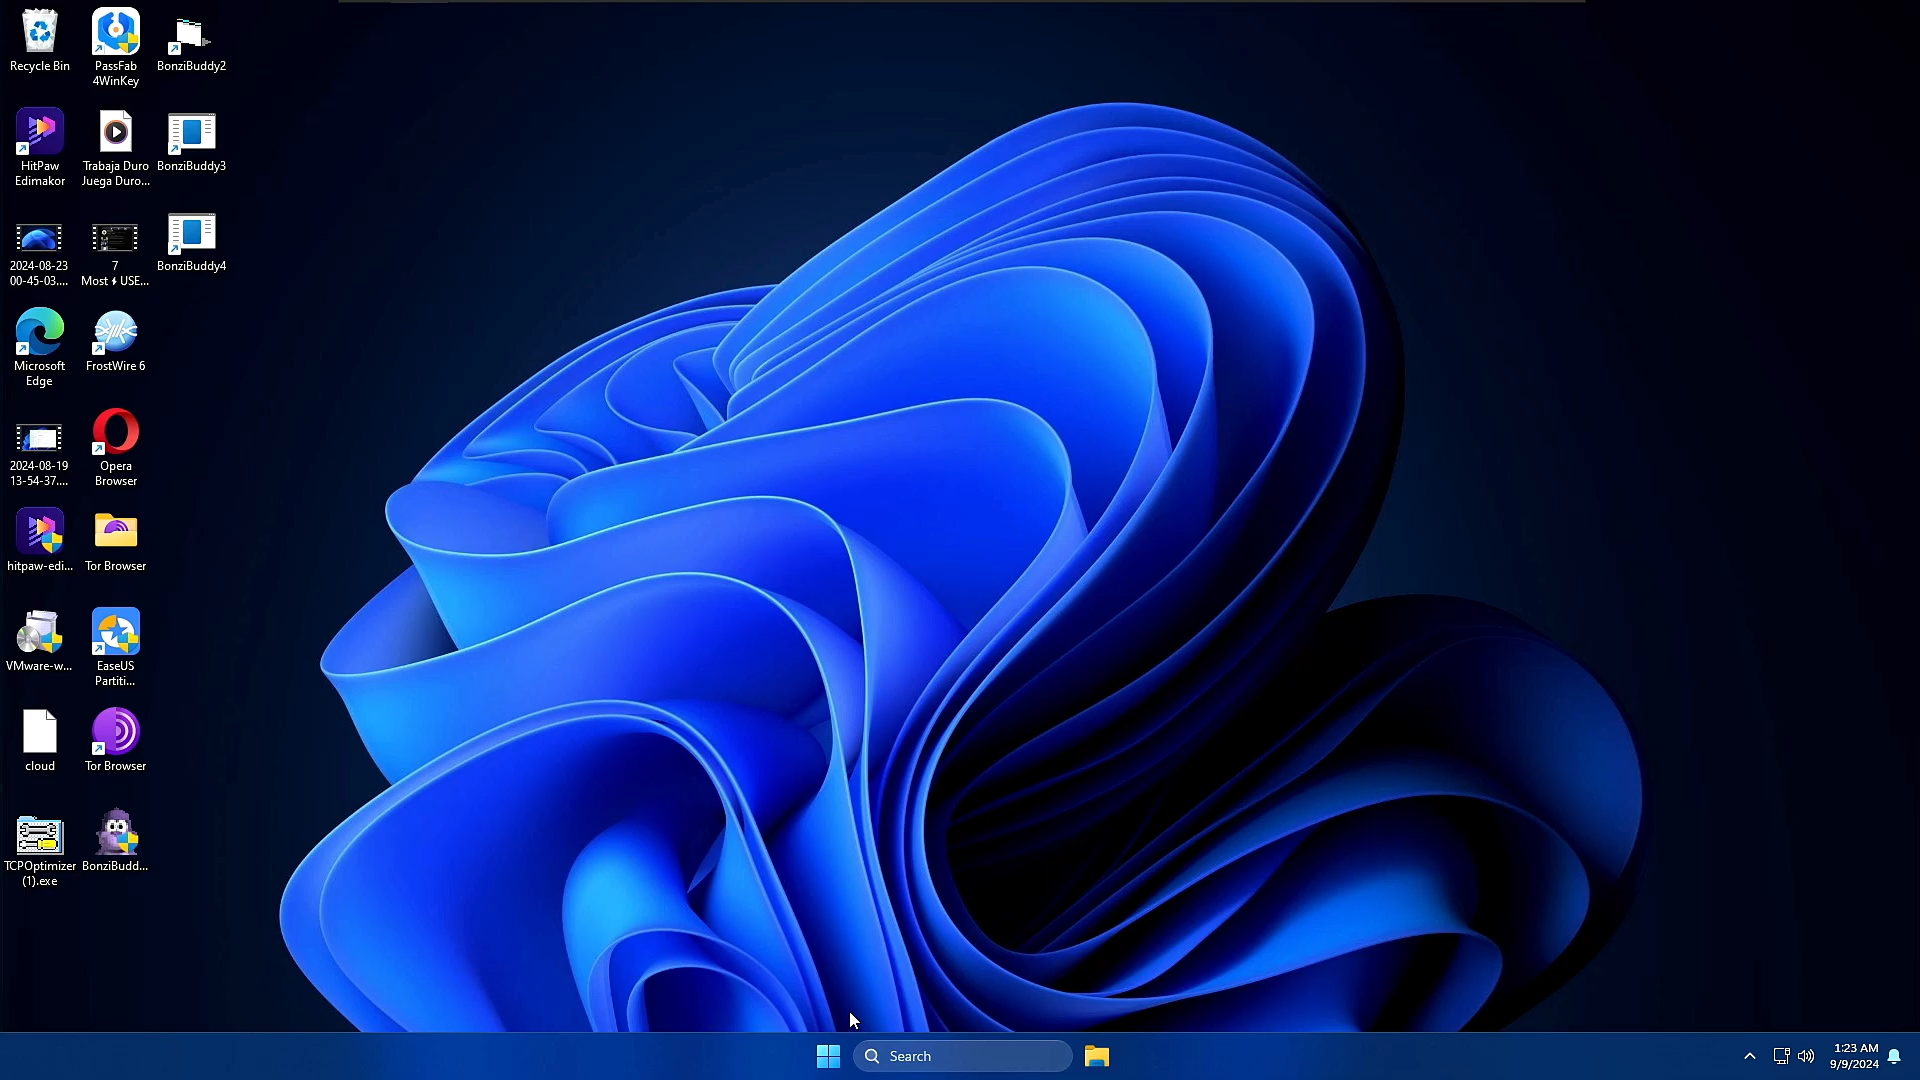 Recycle Bin
PassFab
4WinKey
BonziBuddy2
HitPaw
Edimakor
Trabaja Duro
Juega Duro...
BonziBuddy3
2024-08-23
00-45-03....
7
Most⚡USE...
BonziBuddy4
Microsoft
Edge
FrostWire 6
2024-08-19
13-54-37....
Opera
Browser
hitpaw-edi...
Tor Browser
VMware-w...
EaseUS
Partiti...
cloud
Tor Browser
TCPOptimizer
(1).exe
BonziBudd...
Search
1:23 AM
9/9/2024